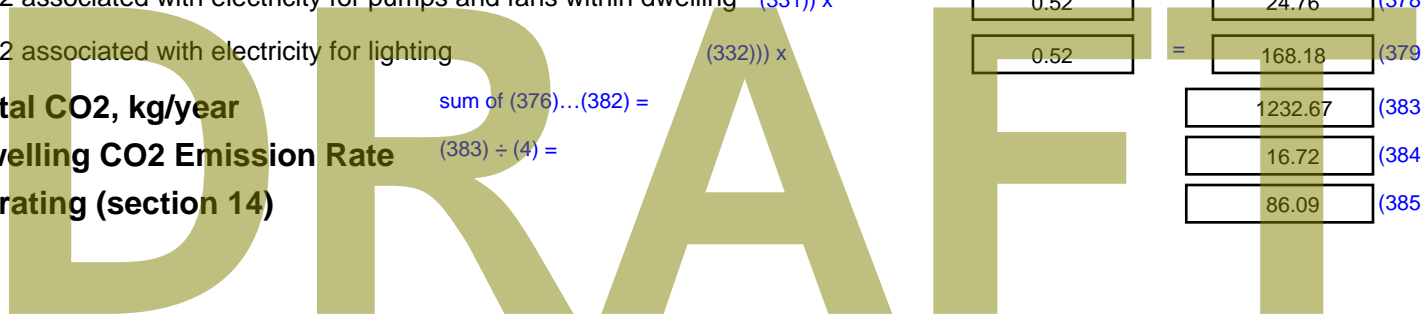 2 associated with electricity for pumps and fans within dwelling (331)) x 0.52 24.76 (378
2 associated with electricity for lighting (332))) x 0.52 = 168.18 (379
tal CO2, kg/year sum of (376)…(382) = 1232.67 (383
welling CO2 Emission Rate (383) ÷ (4) = 16.72 (384
rating (section 14) 86.09 (385
DRAFT